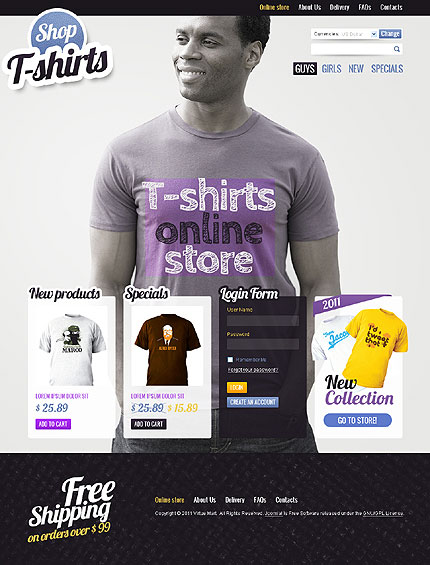 Online store About Us Delivery FAQs Contacts
Shop
T-shirts
Currencies: US Dollar Change
GUYS GIRLS NEW SPECIALS
T-shirts
online
store
New products
LOREM IPSUM DOLOR SIT
$ 25.89
ADD TO CART
Specials
LOREM IPSUM DOLOR SIT
$ 25.89 $ 15.89
ADD TO CART
Login Form
User Name
Password
Remember Me
Forgot your password?
LOGIN
CREATE AN ACCOUNT
2011
I'd
tweet
that
New
Collection
GO TO STORE!
Free
Shipping
on orders over $ 99
Online store About Us Delivery FAQs Contacts
Copyright © 2011 Virtue Mart. All Rights Reserved. Joomla! is Free Software released under the GNU/GPL License.